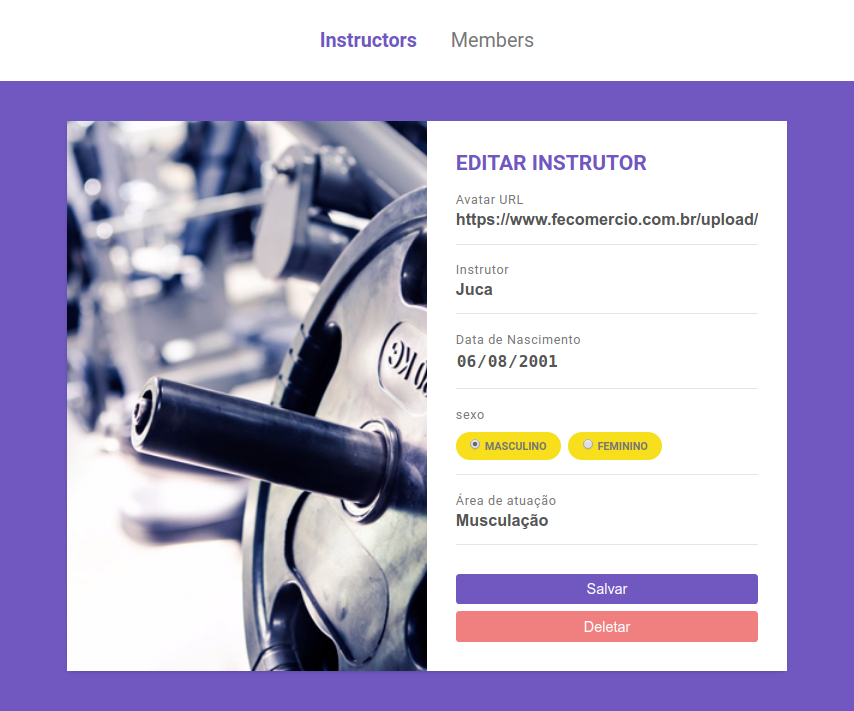 Instructors Members
EDITAR INSTRUTOR
Avatar URL
https://www.fecomercio.com.br/upload/
Instrutor
Juca
Data de Nascimento
06/08/2001
sexo
MASCULINO FEMININO
Área de atuação
Musculação
Salvar
Deletar